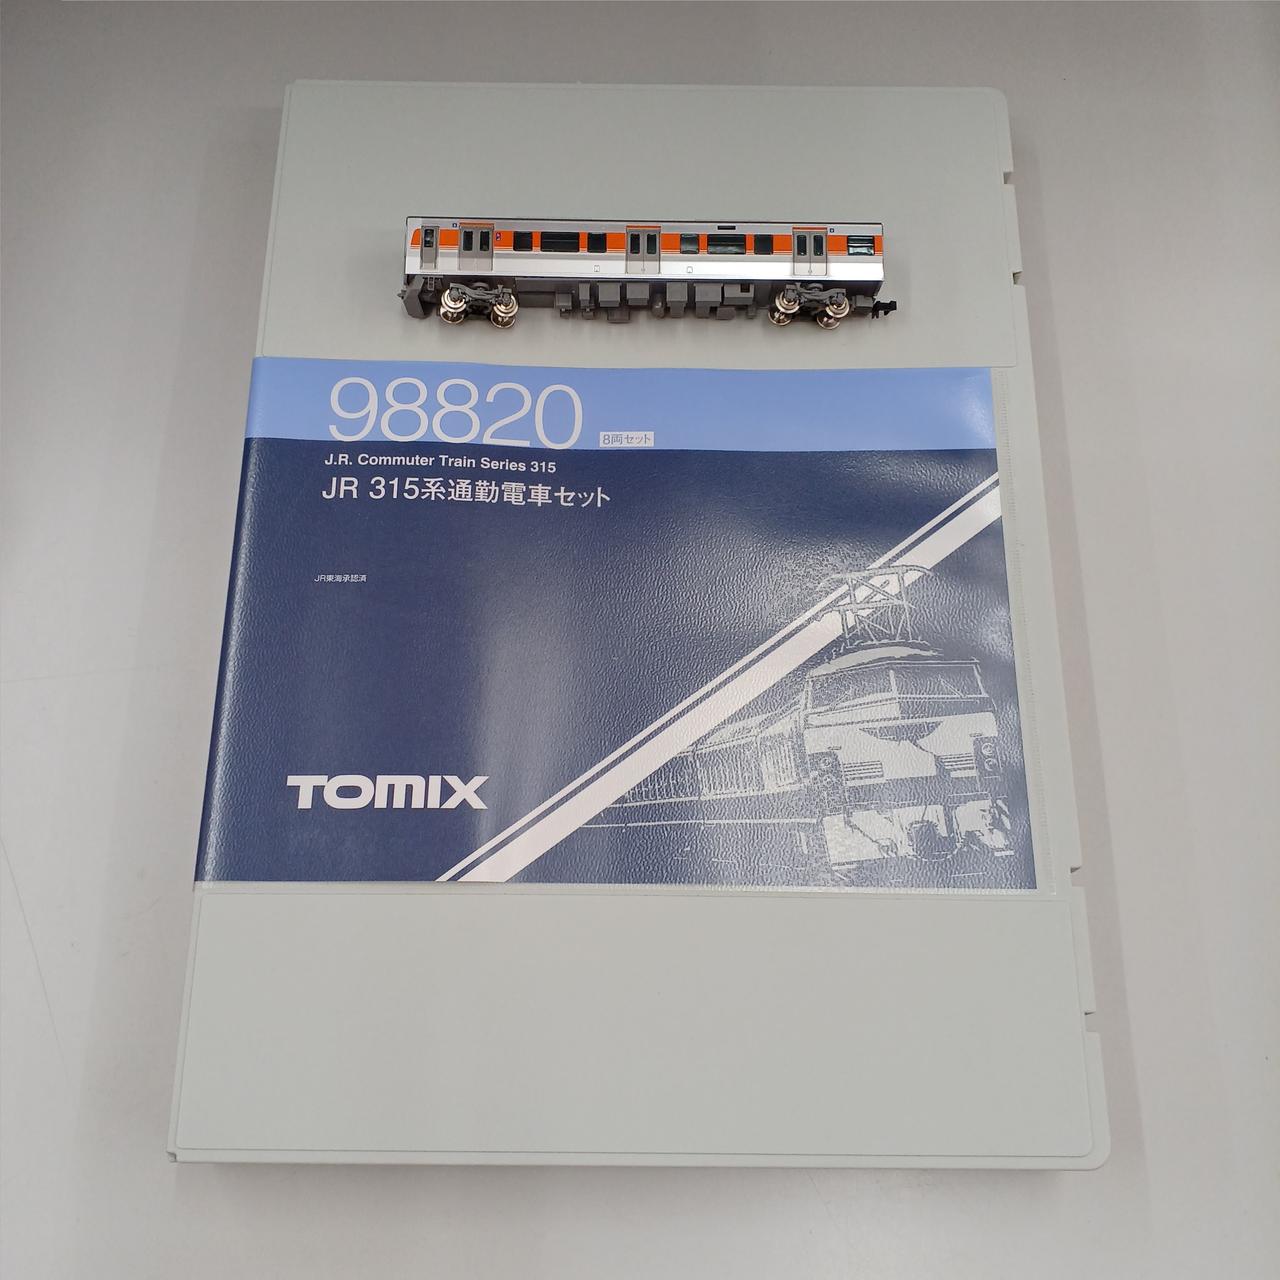 98820
8両セット
J.R. Commuter Train Series 315
JR 315系通勤電車セット
JR東海承認済
TOMIX